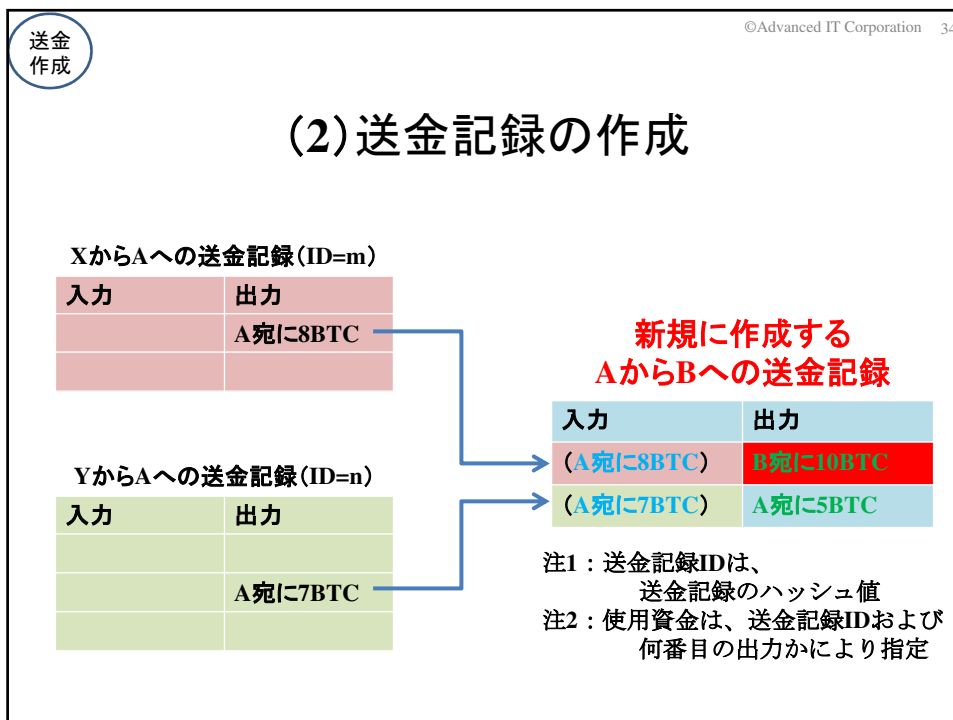 ©Advanced IT Corporation 34
送金
作成
（2）送金記録の作成
XからAへの送金記録（ID=m）
入力 出力
A宛に8BTC
YからAへの送金記録（ID=n）
入力 出力
A宛に7BTC
新規に作成する
AからBへの送金記録
入力 出力
（A宛に8BTC） B宛に10BTC
（A宛に7BTC） A宛に5BTC
注1：送金記録IDは、
送金記録のハッシュ値
注2：使用資金は、送金記録IDおよび
何番目の出力かにより指定